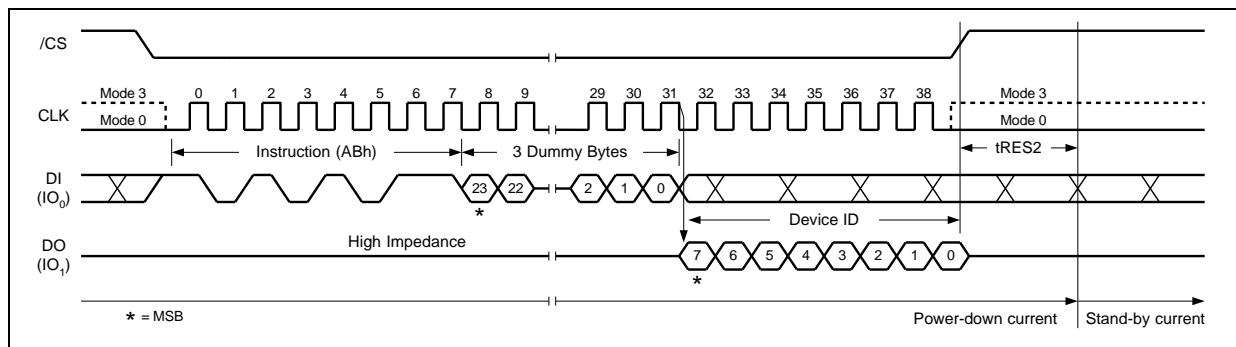 /CS
Mode 3 0 1 2 3 4 5 6 7 8 9 29 30 31 32 33 34 35 36 37 38 Mode 3
CLK
Mode 0 Mode 0
Instruction (ABh) 3 Dummy Bytes tRES2
DI
(IO0)
23 22 2 1 0
*
Device ID
High Impedance
DO
(IO1)
7 6 5 4 3 2 1 0
*
* = MSB
Power-down current Stand-by current